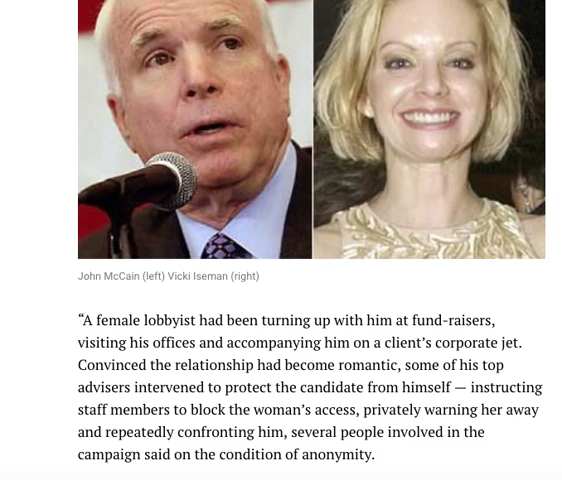 John McCain (left) Vicki Iseman (right)
“A female lobbyist had been turning up with him at fund-raisers,
visiting his offices and accompanying him on a client’s corporate jet.
Convinced the relationship had become romantic, some of his top
advisers intervened to protect the candidate from himself — instructing
staff members to block the woman’s access, privately warning her away
and repeatedly confronting him, several people involved in the
campaign said on the condition of anonymity.